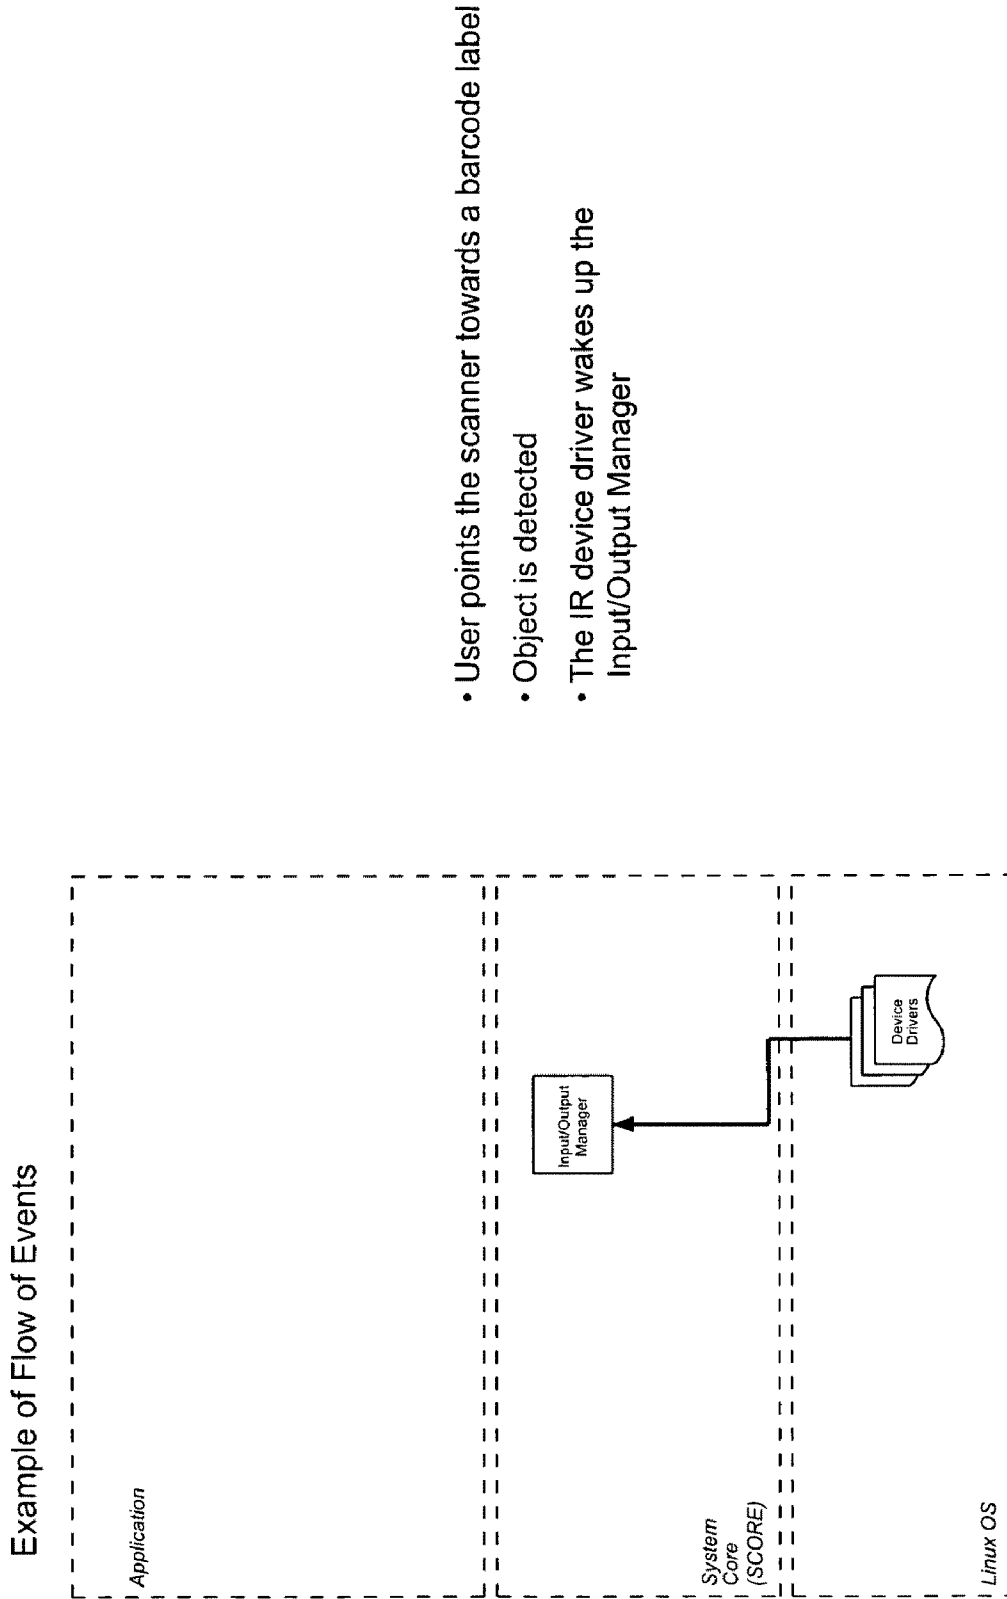 Example of Flow of Events
Application
System
Core
(SCORE)
Linux OS
Input/Output
Manager
Device
Drivers
• User points the scanner towards a barcode label
• Object is detected
• The IR device driver wakes up the
Input/Output Manager